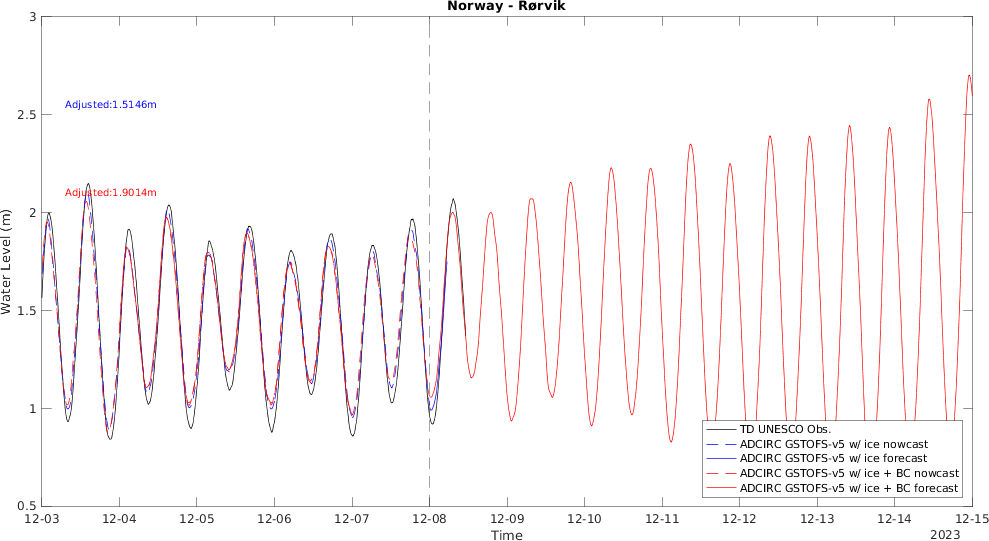 Norway - Rørvik
3
2.5
2
1.5
1
0.5
Water Level (m)
Adjusted:1.5146m
Adjusted:1.9014m
TD UNESCO Obs.
ADCIRC GSTOFS-v5 w/ ice nowcast
ADCIRC GSTOFS-v5 w/ ice forecast
ADCIRC GSTOFS-v5 w/ ice + BC nowcast
ADCIRC GSTOFS-v5 w/ ice + BC forecast
12-03 12-04 12-05 12-06 12-07 12-08 12-09 12-10 12-11 12-12 12-13 12-14 12-15
Time
2023